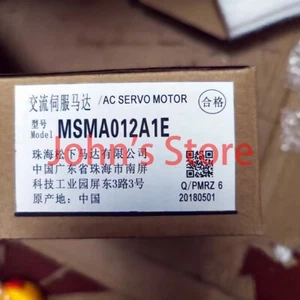 交流伺服马达/AC SERVO MOTOR
合格
型号
Model MSMA012A1E
珠海松下马达有限公司
中国广东省珠海市南屏
科技工业园屏东3路3号
原产地：中国
Q/PMRZ 6
20180501
John's Store